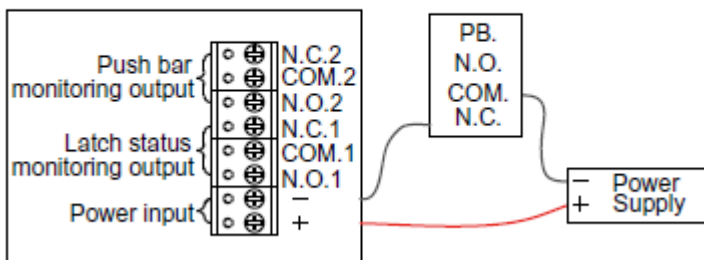 Push bar
monitoring output
Latch status
monitoring output
Power input
N.C.2
COM.2
N.O.2
N.C.1
COM.1
N.O.1
−
+
PB.
N.O.
COM.
N.C.
− Power
+ Supply